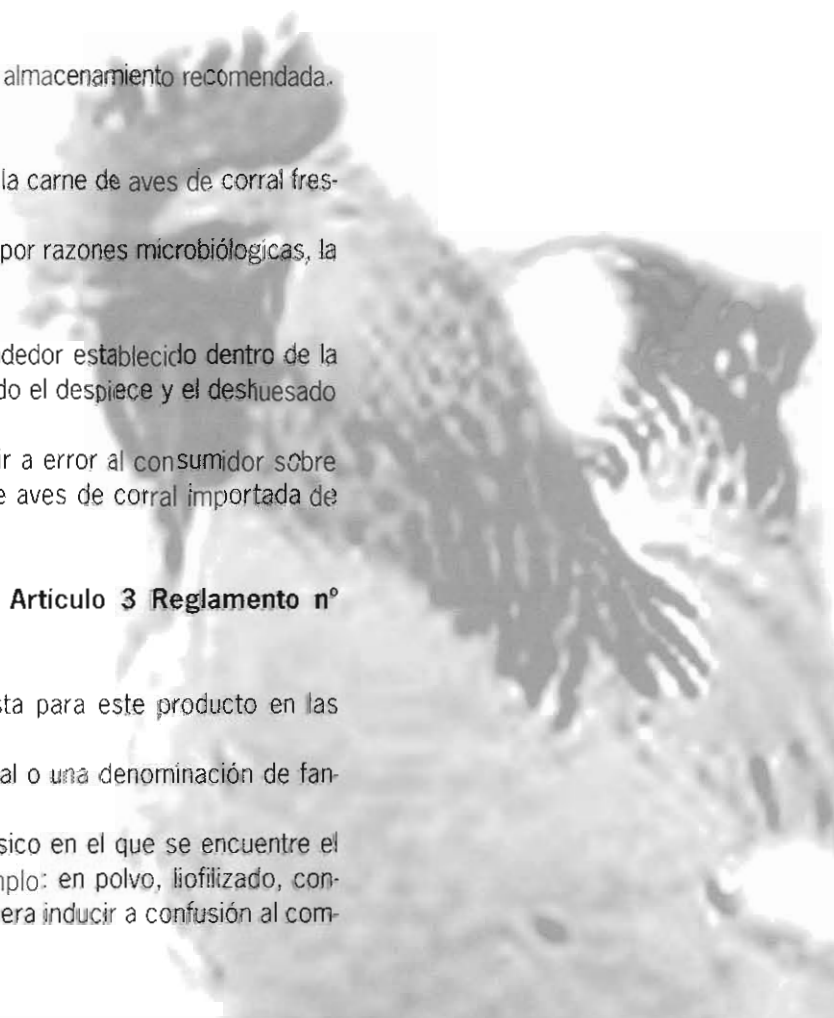 almacenamiento recomendada.
la carne de aves de corral fres-
por razones microbiólogicas, la
dedor establecido dentro de la
do el despiece y el deshuesado
ir a error al consumidor sobre
e aves de corral importada de
Articulo 3 Reglamento nº
sta para este producto en las
al o una denominación de fan-
sico en el que se encuentre el
nplo: en polvo, liofilizado, con-
era inducir a confusión al com-